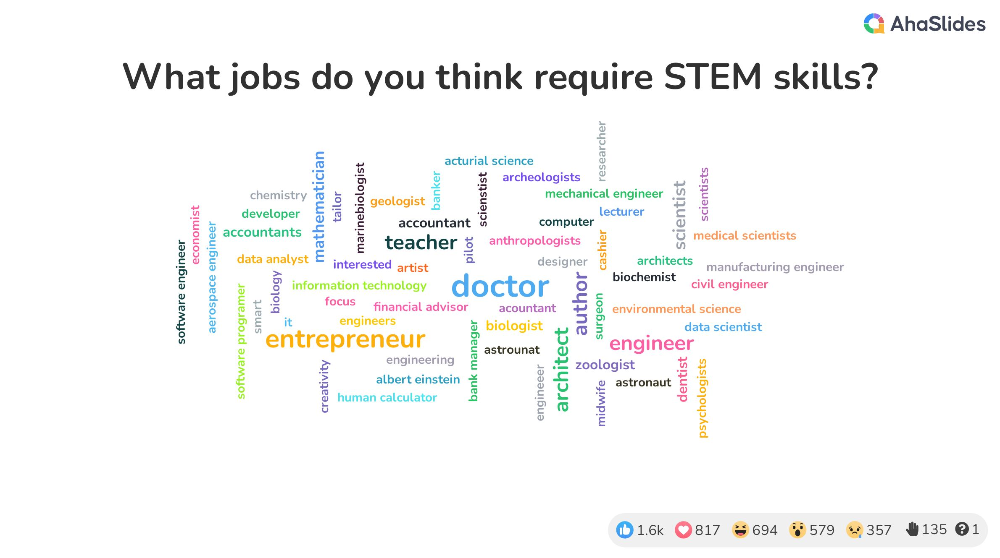 AhaSlides
What jobs do you think require STEM skills?
researcher
acturial science
mathematician
marinebiologist
banker
scienstist
archeologists
scientists
chemistry
tailor
geologist
mechanical engineer
scientist
economist
developer
accountant
computer
lecturer
aerospace engineer
accountants
teacher
pilot
anthropologists
cashier
medical scientists
software engineer
data analyst
interested
artist
designer
architects
manufacturing engineer
biology
information technology
doctor
author
biochemist
civil engineer
software programer
smart
focus
financial advisor
acountant
surgeon
environmental science
it
engineers
biologist
data scientist
entrepreneur
bank manager
astrounat
architect
engineer
creativity
engineering
engineeer
zoologist
dentist
psychologists
albert einstein
midwife
astronaut
human calculator
1.6k 817 694 579 357 135 1